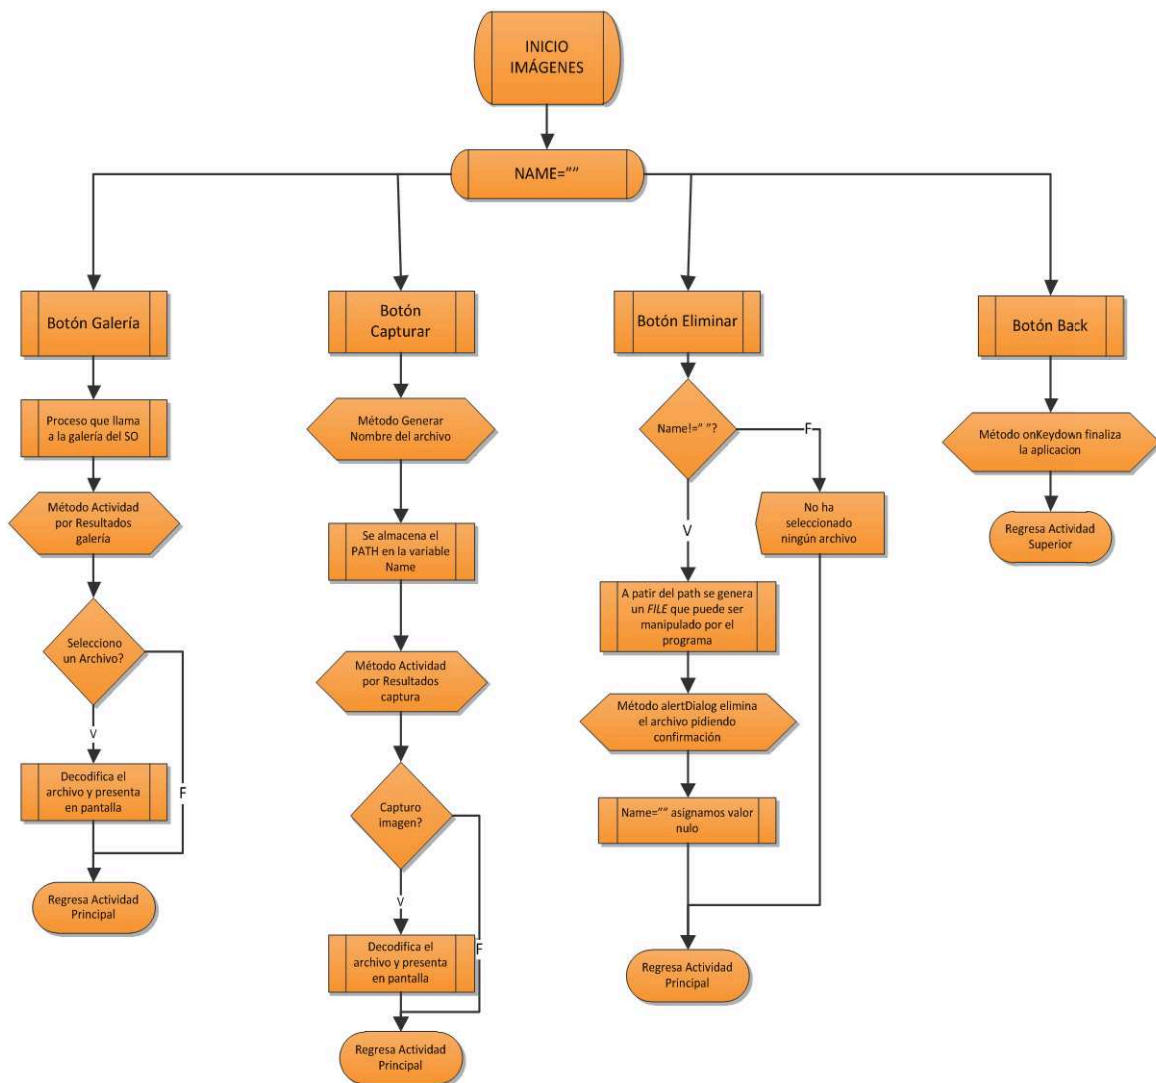 INICIO
IMÁGENES
NAME=””
Botón Galería
Proceso que llama
a la galería del SO
Método Actividad
por Resultados
galería
Selecciono
un Archivo?
V
F
Decodifica el
archivo y presenta
en pantalla
Regresa Actividad
Principal
Botón
Capturar
Método Generar
Nombre del archivo
Se almacena el
PATH en la variable
Name
Método Actividad
por Resultados
captura
Capturo
imagen?
V
F
Decodifica el
archivo y presenta
en pantalla
Regresa Actividad
Principal
Botón Eliminar
Name!=” ”?
F
V
No ha
seleccionado
ningún archivo
A patir del path se genera
un FILE que puede ser
manipulado por el
programa
Método alertDialog elimina
el archivo pidiendo
confirmación
Name=”” asignamos valor
nulo
Regresa Actividad
Principal
Botón Back
Método onKeydown finaliza
la aplicacion
Regresa Actividad
Superior